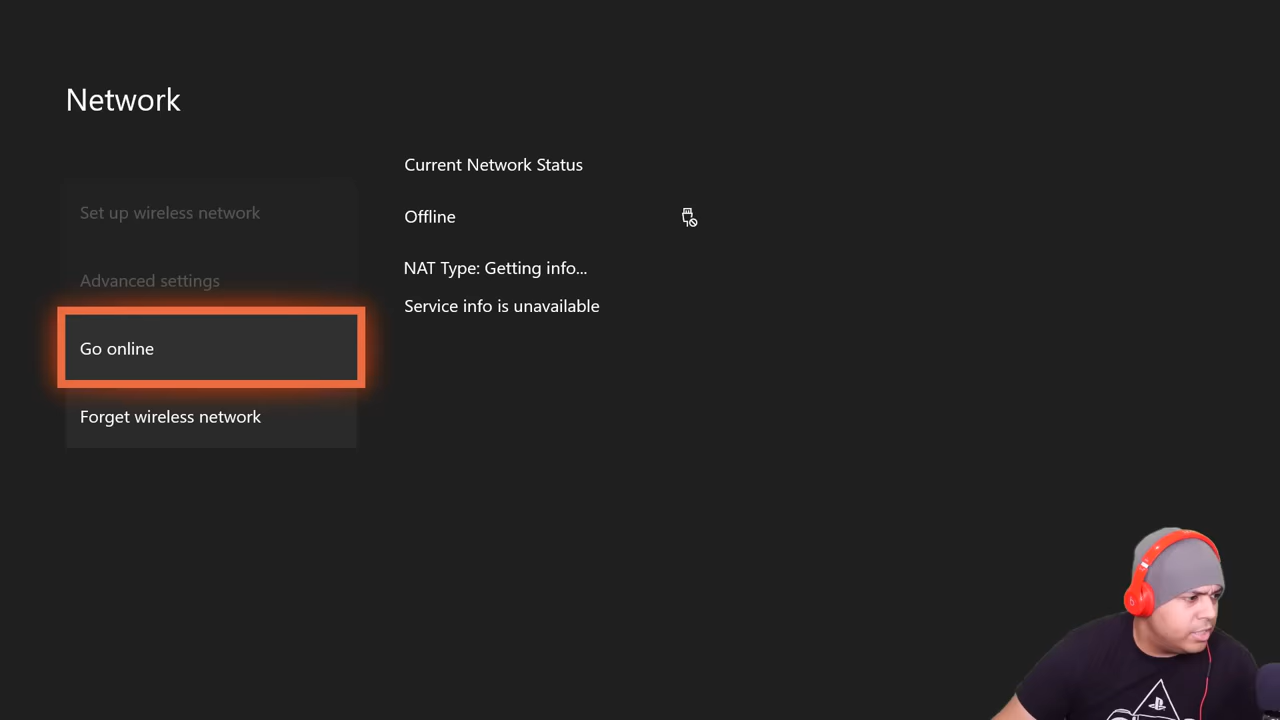 Network
Set up wireless network
Advanced settings
Go online
Forget wireless network
Current Network Status
Offline
NAT Type: Getting info...
Service info is unavailable